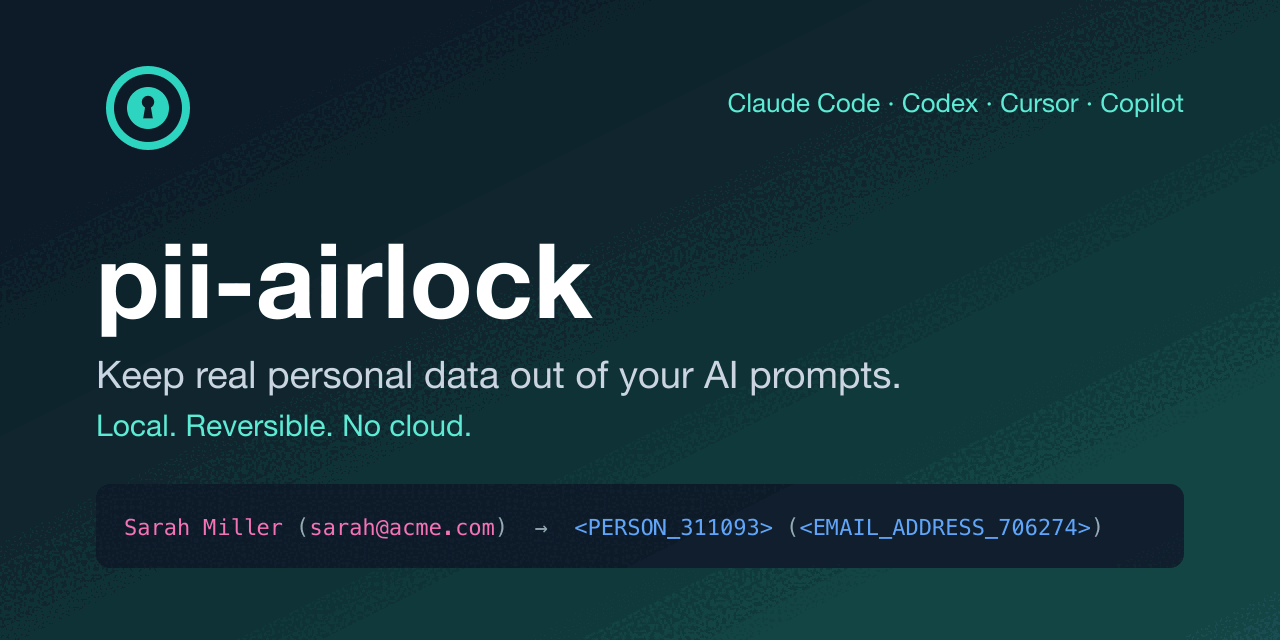 Claude Code · Codex · Cursor · Copilot
pii-airlock
Keep real personal data out of your AI prompts.
Local. Reversible. No cloud.
Sarah Miller (sarah@acme.com) → <PERSON_311093> (<EMAIL_ADDRESS_706274>)